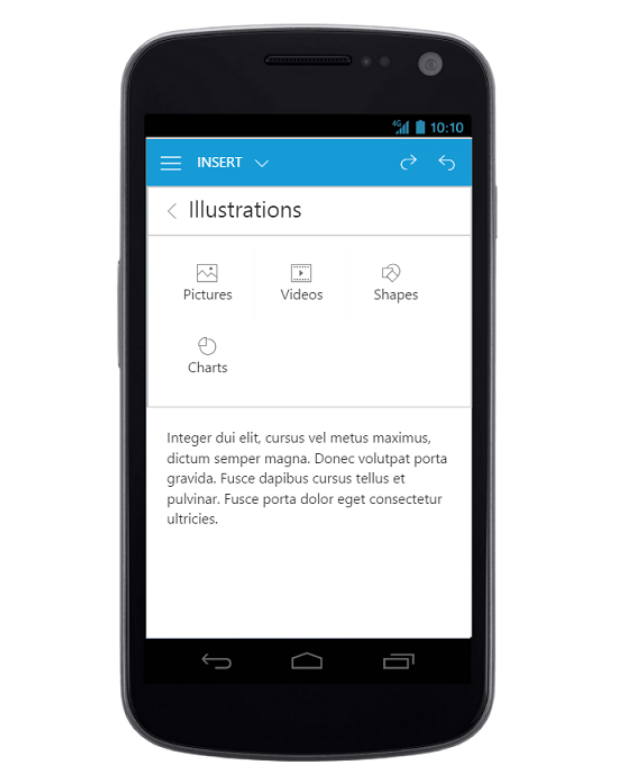 4G 10:10
INSERT
Illustrations
Pictures Videos Shapes
Charts
Integer dui elit, cursus vel metus maximus,
dictum semper magna. Donec volutpat porta
gravida. Fusce dapibus cursus tellus et
pulvinar. Fusce porta dolor eget consectetur
ultricies.